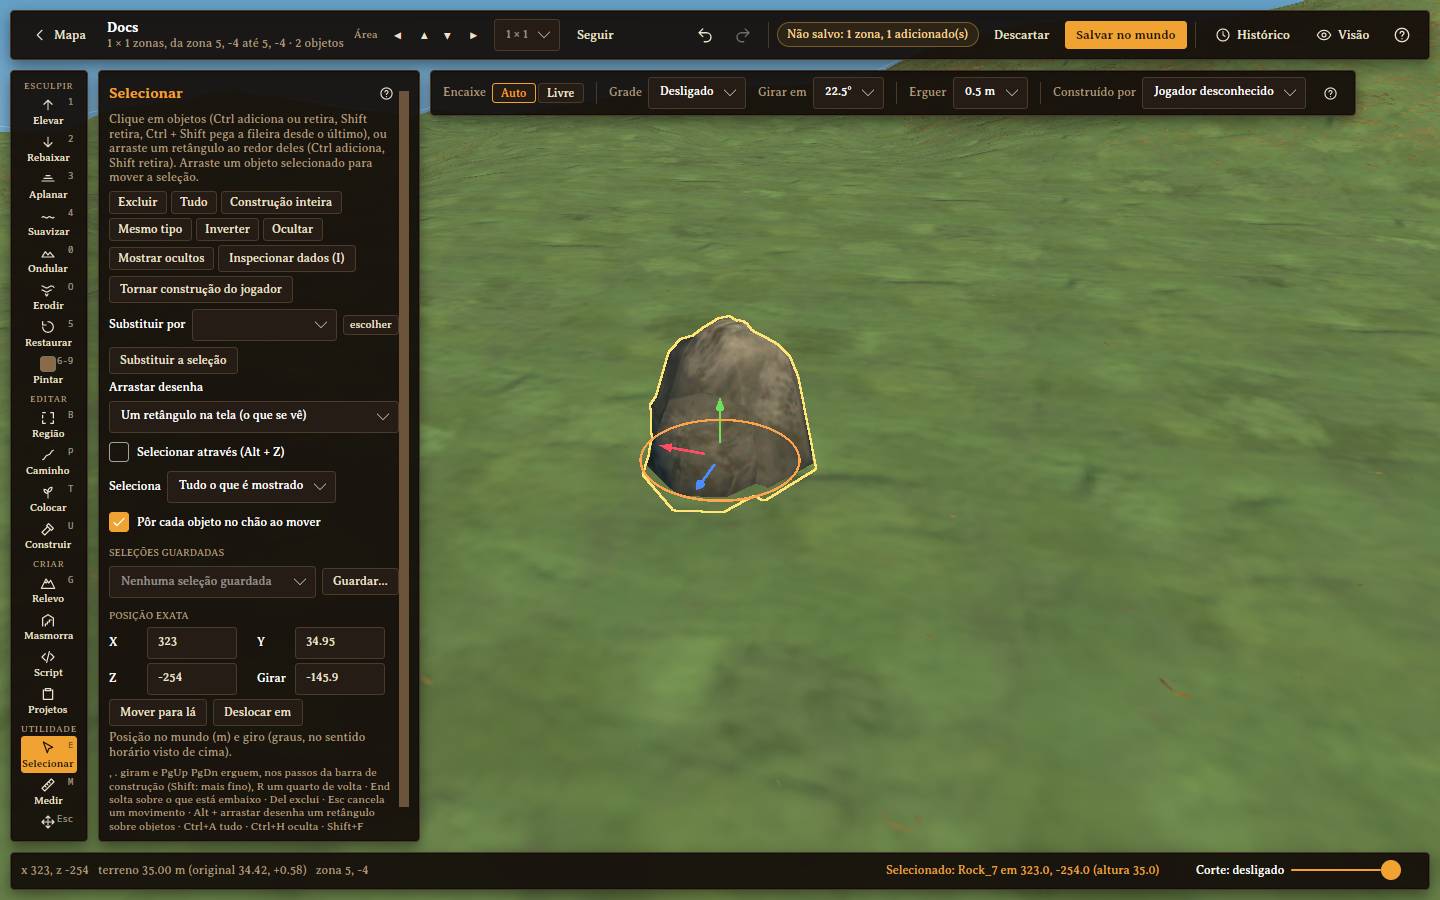 Mapa
Docs
1 × 1 zonas, da zona 5, -4 até 5, -4 · 2 objetos
Área
1 × 1
Seguir
Não salvo: 1 zona, 1 adicionado(s)
Descartar
Salvar no mundo
Histórico
Visão
ESCULPIR
1
Elevar
2
Rebaixar
3
Aplanar
4
Suavizar
0
Ondular
O
Erodir
5
Restaurar
6-9
Pintar
EDITAR
B
Região
P
Caminho
T
Colocar
U
Construir
CRIAR
G
Relevo
Masmorra
Script
Projetos
UTILIDADE
E
Selecionar
M
Medir
Esc
Selecionar
Clique em objetos (Ctrl adiciona ou retira, Shift
retira, Ctrl + Shift pega a fileira desde o último), ou
arraste um retângulo ao redor deles (Ctrl adiciona,
Shift retira). Arraste um objeto selecionado para
mover a seleção.
Excluir Tudo Construção inteira
Mesmo tipo Inverter Ocultar
Mostrar ocultos Inspecionar dados (I)
Tornar construção do jogador
Substituir por escolher
Substituir a seleção
Arrastar desenha
Um retângulo na tela (o que se vê)
Selecionar através (Alt + Z)
Seleciona Tudo o que é mostrado
Pôr cada objeto no chão ao mover
SELEÇÕES GUARDADAS
Nenhuma seleção guardada Guardar...
POSIÇÃO EXATA
X 323 Y 34.95
Z -254 Girar -145.9
Mover para lá Deslocar em
Posição no mundo (m) e giro (graus, no sentido
horário visto de cima).
, . giram e PgUp PgDn erguem, nos passos da barra de
construção (Shift: mais fino), R um quarto de volta · End
solta sobre o que está embaixo · Del exclui · Esc cancela
um movimento · Alt + arrastar desenha um retângulo
sobre objetos · Ctrl+A tudo · Ctrl+H oculta · Shift+F
Encaixe Auto Livre Grade Desligado Girar em 22.5° Erguer 0.5 m Construído por Jogador desconhecido
x 323, z -254 terreno 35.00 m (original 34.42, +0.58) zona 5, -4
Selecionado: Rock_7 em 323.0, -254.0 (altura 35.0)
Corte: desligado